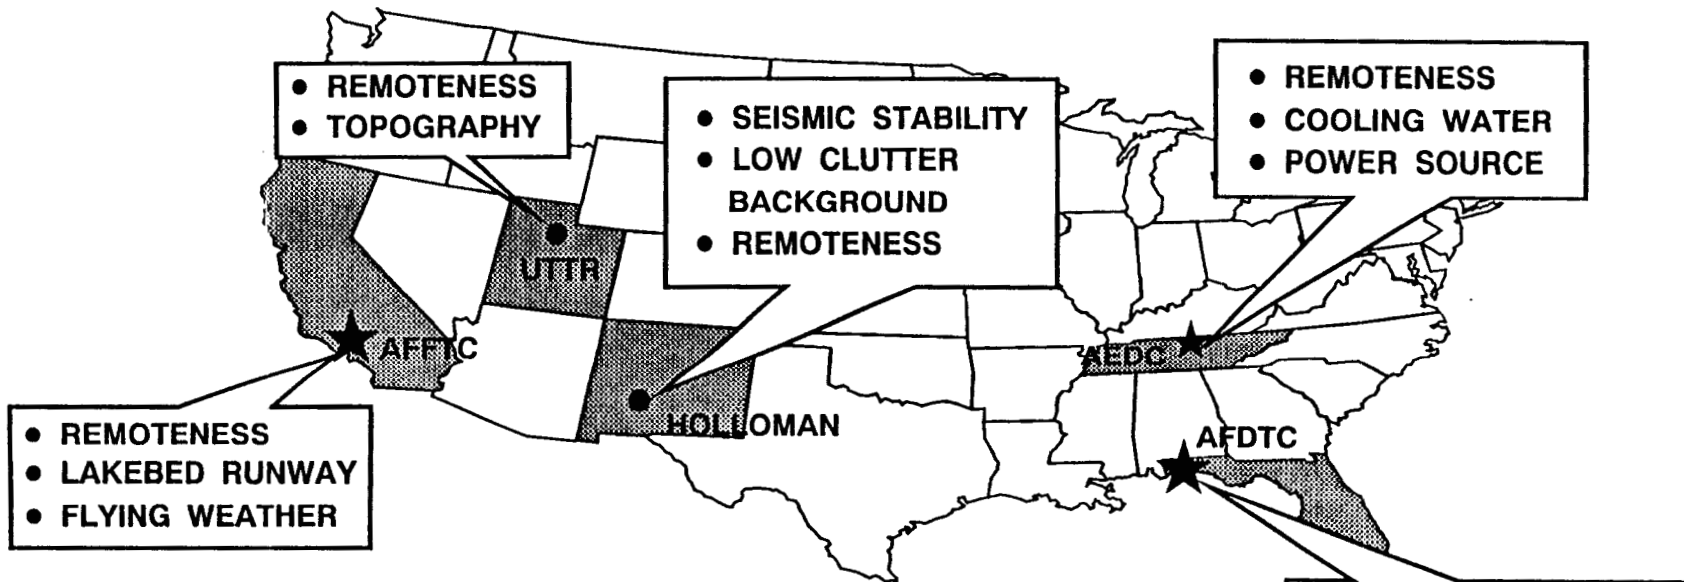 ● REMOTENESS
● TOPOGRAPHY
● SEISMIC STABILITY
● LOW CLUTTER
BACKGROUND
● REMOTENESS
● REMOTENESS
● COOLING WATER
● POWER SOURCE
UTTR
AFFTC
AEDC
HOLLOMAN
AFDTC
● REMOTENESS
● LAKEBED RUNWAY
● FLYING WEATHER